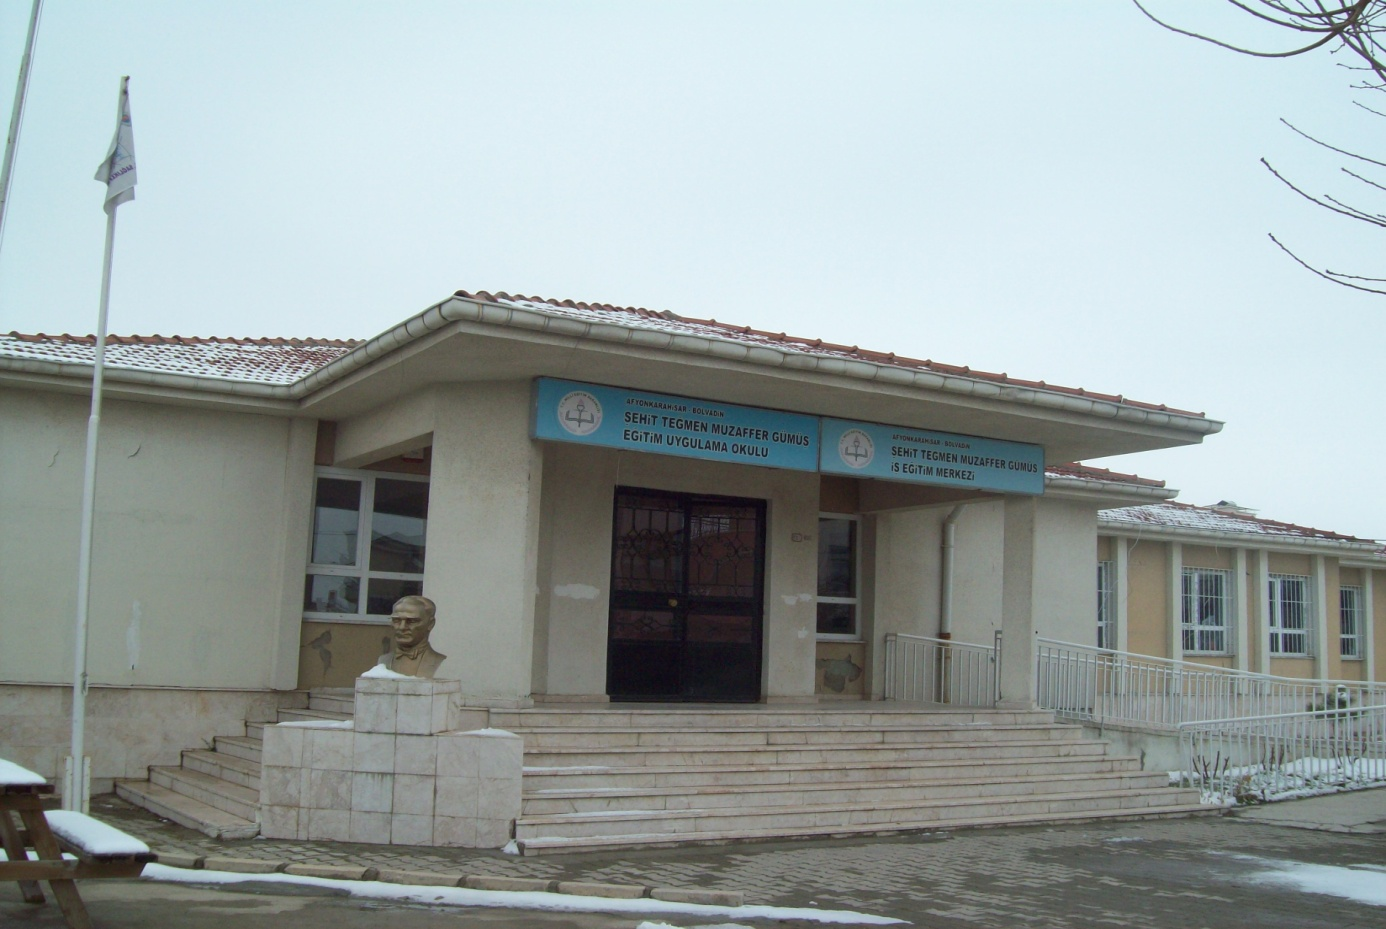 AFYONKARAHiSAR - BOLVADiN
SEHiT TEGMEN MUZAFFER GUMUS
EGiTiM UYGULAMA OKULU
AFYONKARAHiSAR - BOLVADiN
SEHiT TEGMEN MUZAFFER GUMUS
iS EGiTiM MERKEZi